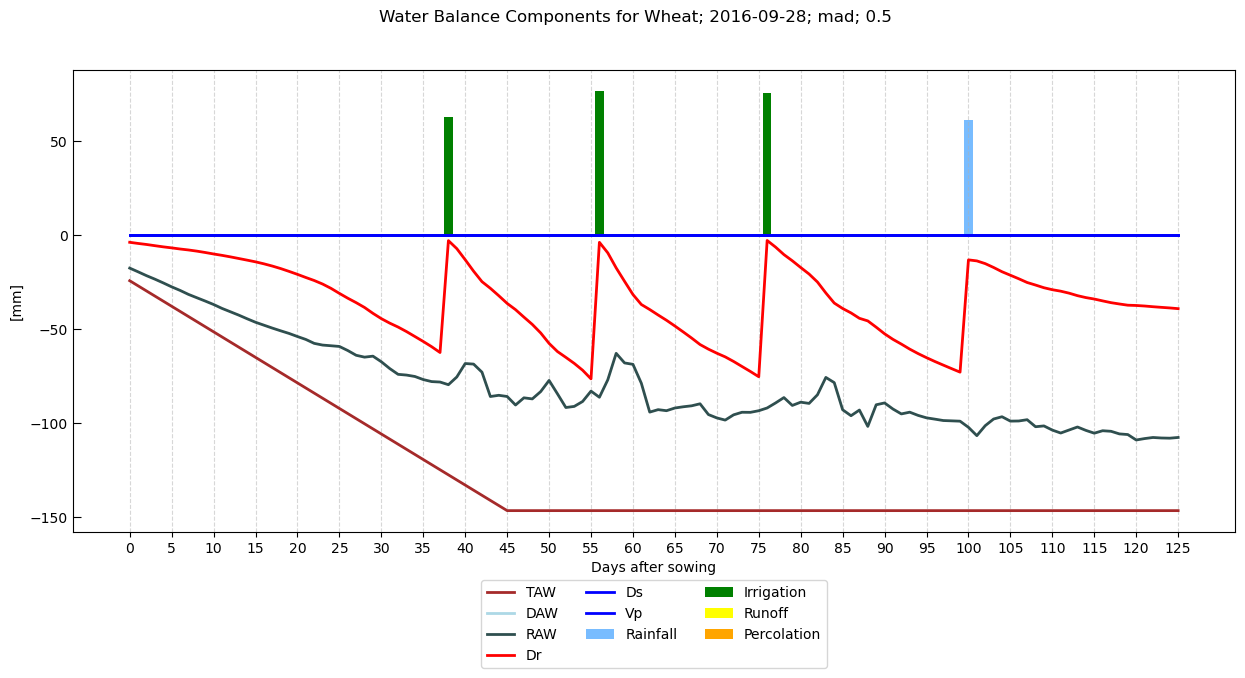 Water Balance Components for Wheat; 2016-09-28; mad; 0.5
50
0
−50
−100
−150
[mm]
0 5 10 15 20 25 30 35 40 45 50 55 60 65 70 75 80 85 90 95 100 105 110 115 120 125
Days after sowing
TAW Ds Irrigation
DAW Vp Runoff
RAW Rainfall Percolation
Dr